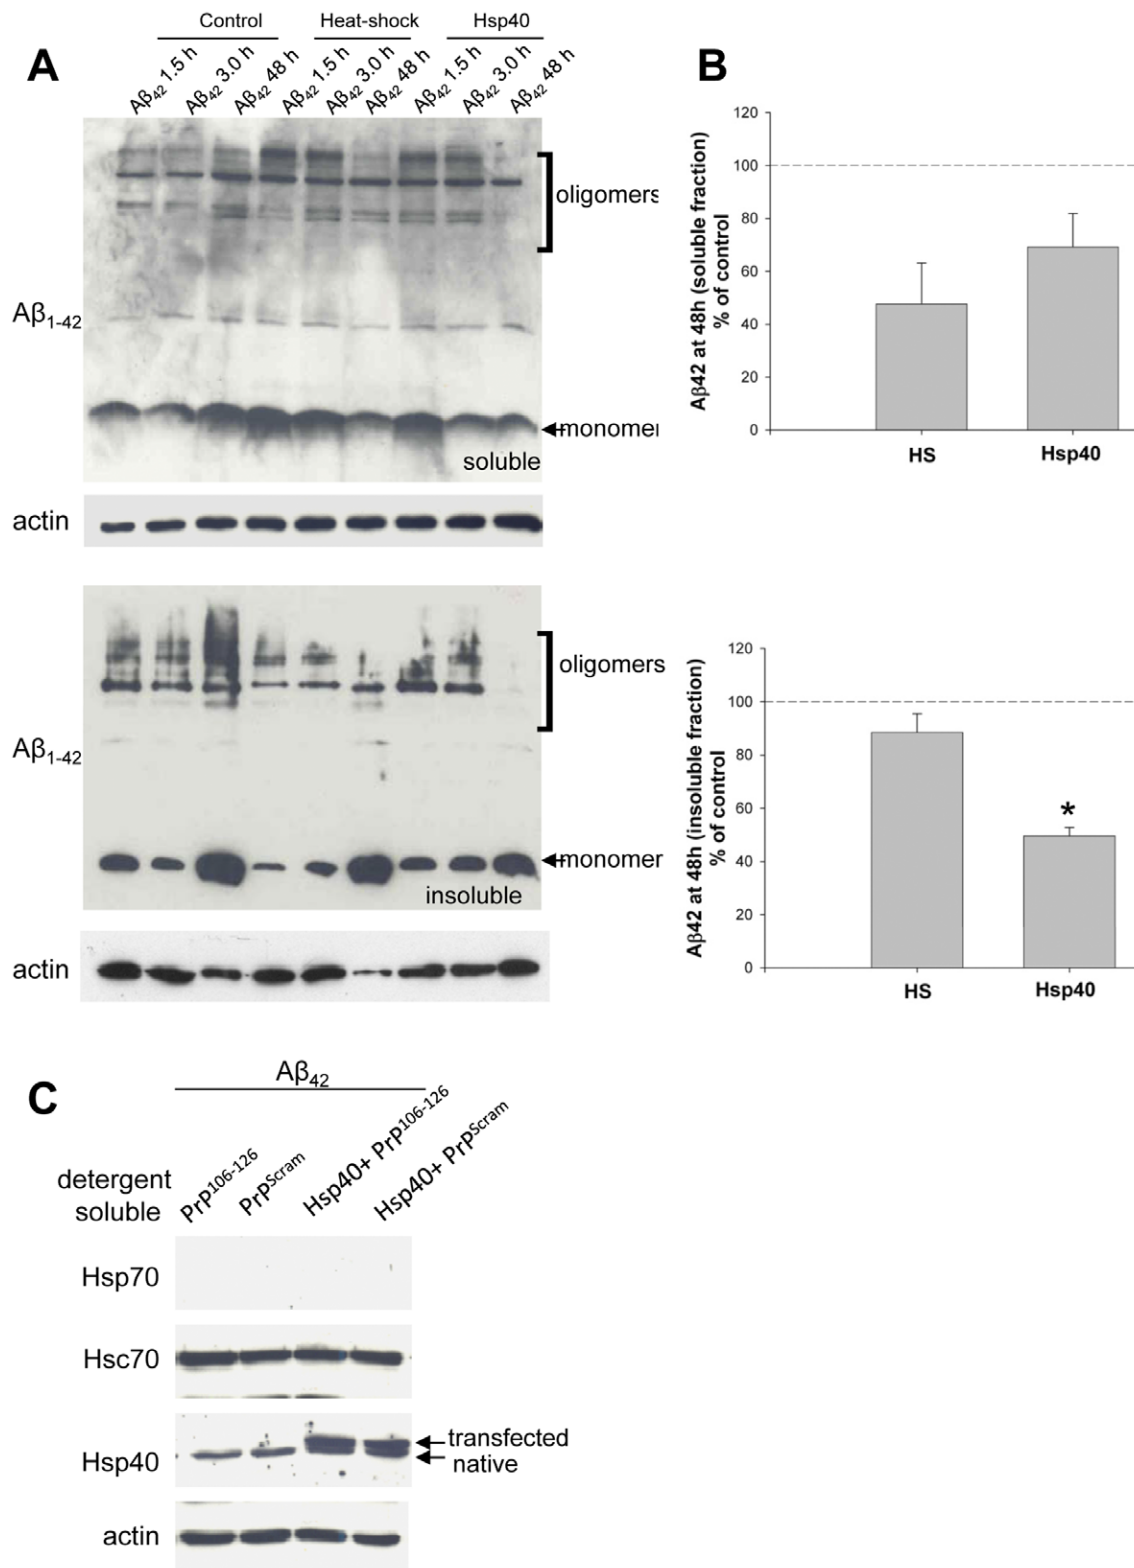 A
Control Heat-shock Hsp40
Aβ42 1.5 h Aβ42 3.0 h Aβ42 48 h Aβ42 1.5 h Aβ42 3.0 h Aβ42 48 h Aβ42 1.5 h Aβ42 3.0 h Aβ42 48 h
oligomers
Aβ1-42
monomer
soluble
actin
oligomers
Aβ1-42
monomer
insoluble
actin
B
Aβ42 at 48h (soluble fraction)
% of control
120
100
80
60
40
20
0
HS Hsp40
Aβ42 at 48h (insoluble fraction)
% of control
120
100
80
60
40
20
0
*
HS Hsp40
C
Aβ42
detergent
soluble
PrP106-126 PrPScram Hsp40+ PrP106-126 Hsp40+ PrPScram
Hsp70
Hsc70
Hsp40
transfected
native
actin